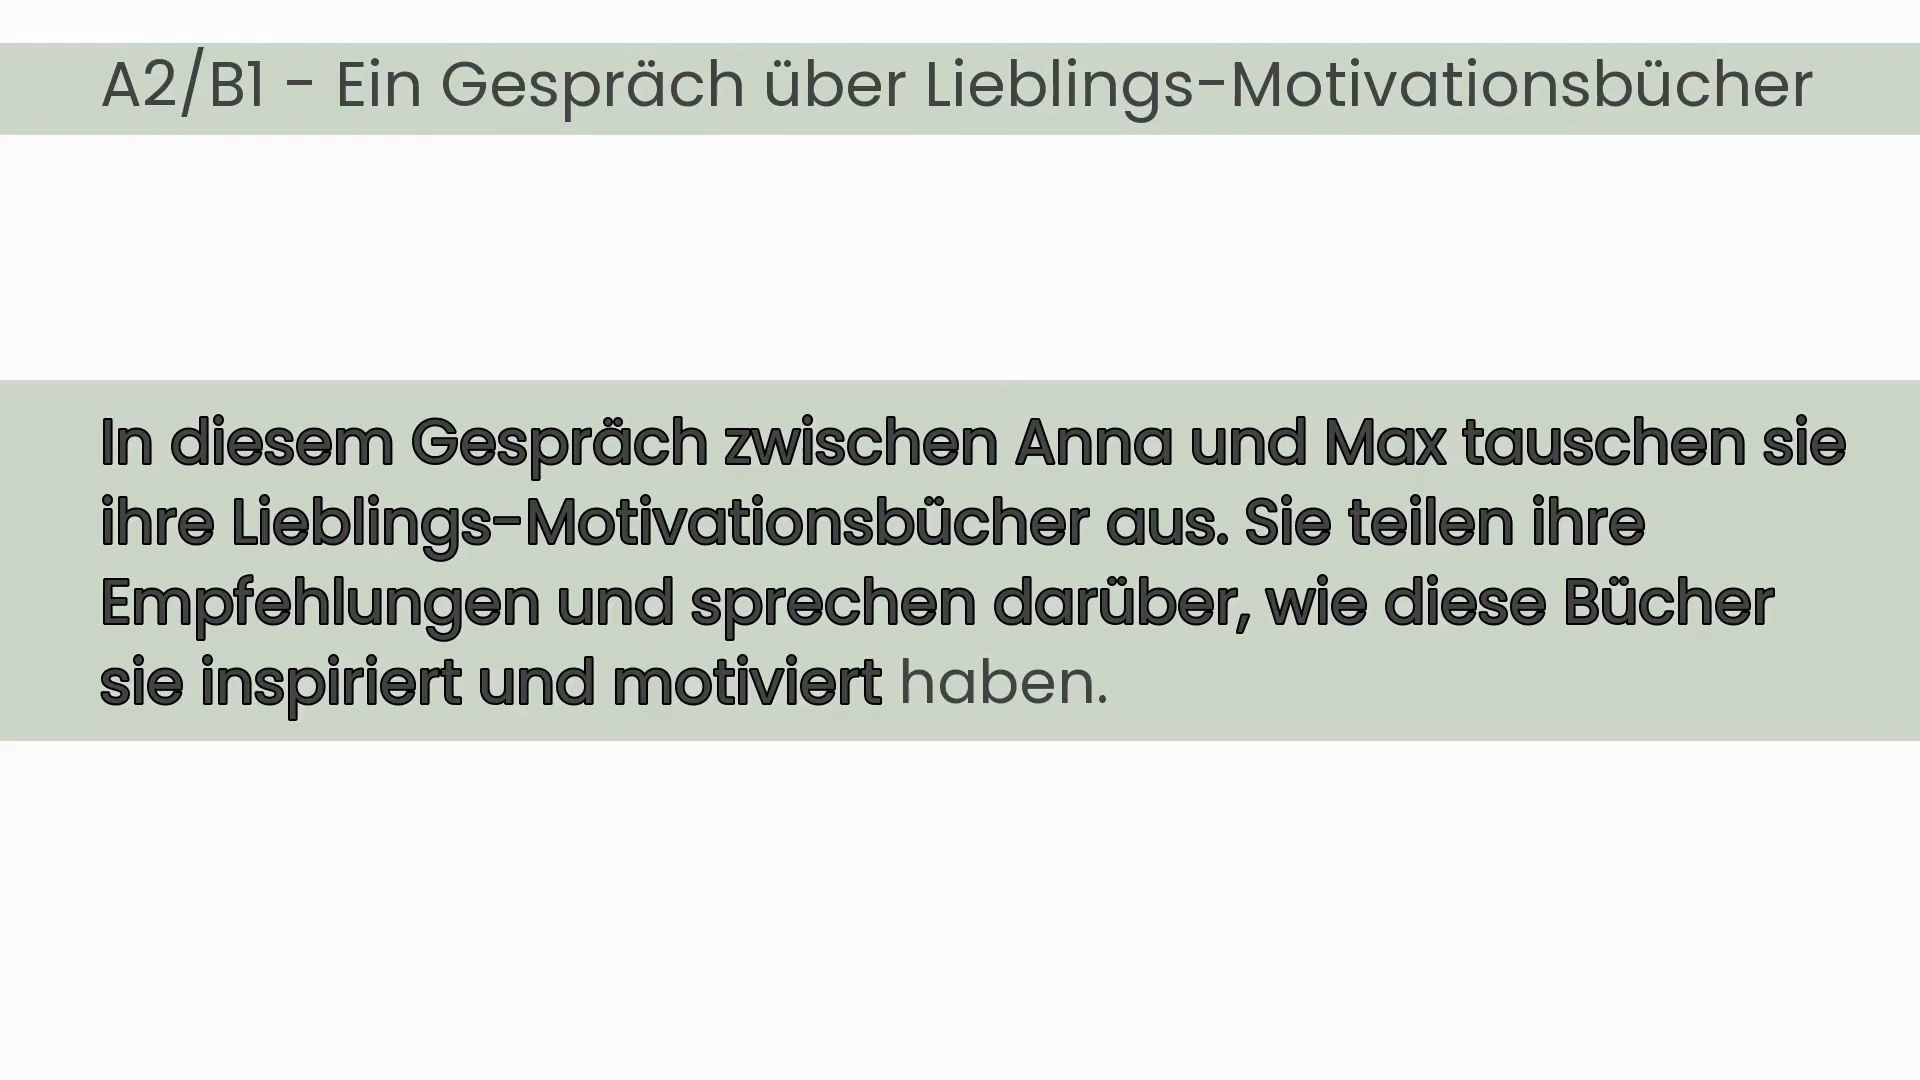 A2/B1 - Ein Gespräch über Lieblings-Motivationsbücher
In diesem Gespräch zwischen Anna und Max tauschen sie
ihre Lieblings-Motivationsbücher aus. Sie teilen ihre
Empfehlungen und sprechen darüber, wie diese Bücher
sie inspiriert und motiviert haben.